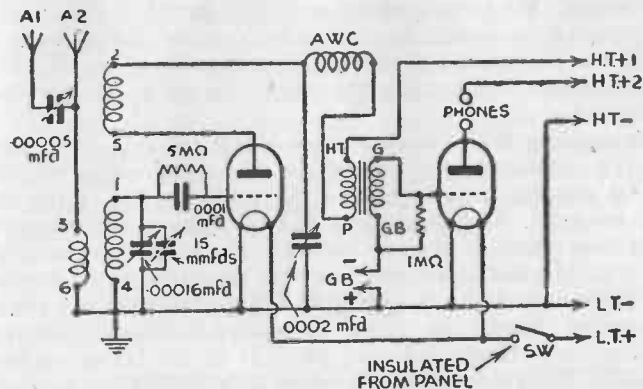 A1
A2
2
AWC
H.T.+1
HT+2
PHONES
HT-
.00005
mfd
5
5MΩ
HT
G
1
.0001
mfd
3
15
mmfds
P
GB
1MΩ
6
4
.00016mfd
-
GB
+
.0002 mfd
L.T.-
L.T.+
SW
INSULATED
FROM PANEL